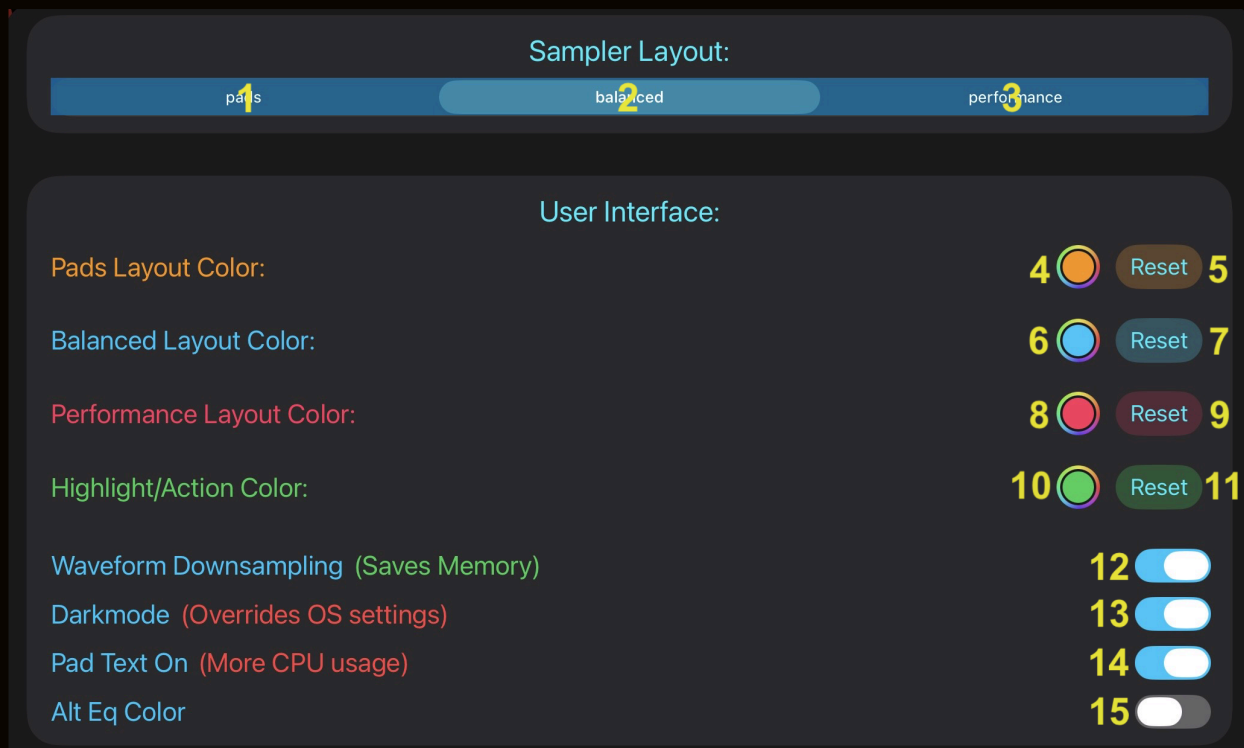 Sampler Layout:
pads 1 balanced 2 performance 3
User Interface:
Pads Layout Color: 4 Reset 5
Balanced Layout Color: 6 Reset 7
Performance Layout Color: 8 Reset 9
Highlight/Action Color: 10 Reset 11
Waveform Downsampling (Saves Memory) 12
Darkmode (Overrides OS settings) 13
Pad Text On (More CPU usage) 14
Alt Eq Color 15